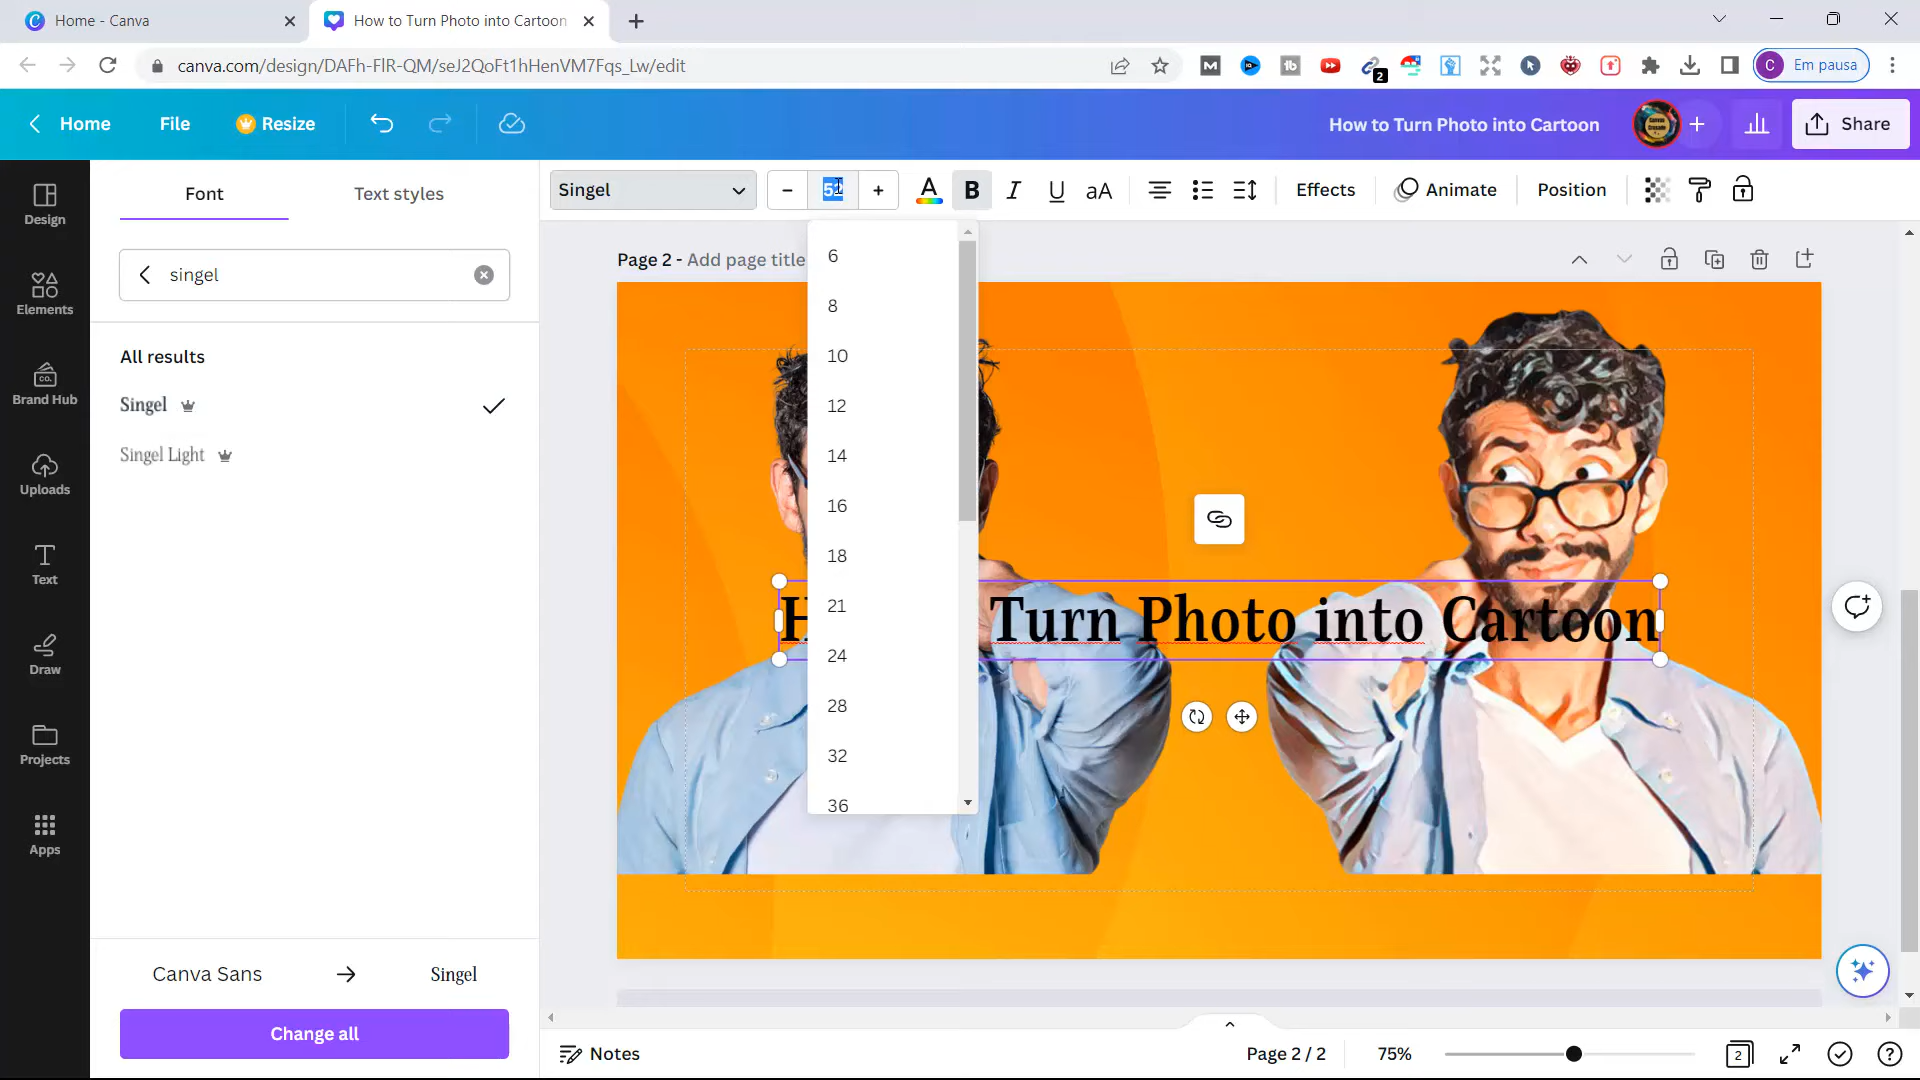 Home - Canva
How to Turn Photo into Cartoon
canva.com/design/DAFh-FlR-QM/seJ2QoFt1hHenVM7Fqs_Lw/edit
2
C Em pausa
Home File Resize
How to Turn Photo into Cartoon
Share
Design
Elements
Brand Hub
Uploads
Text
Draw
Projects
Apps
Font Text styles
singel
All results
Singel
Singel Light
Canva Sans → Singel
Change all
Singel – 52 + A B I U aA Effects Animate Position
Page 2 - Add page title
6
8
10
12
14
16
18
21
24
28
32
36
H Turn Photo into Cartoon
Notes
Page 2 / 2 75% 2